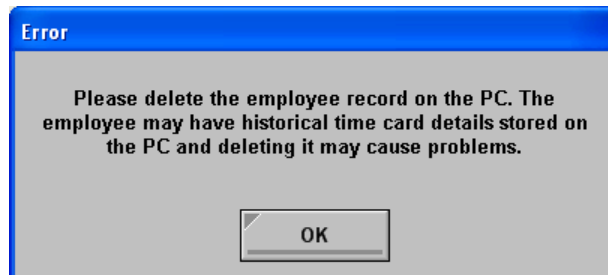 Error
Please delete the employee record on the PC. The
employee may have historical time card details stored on
the PC and deleting it may cause problems.
OK